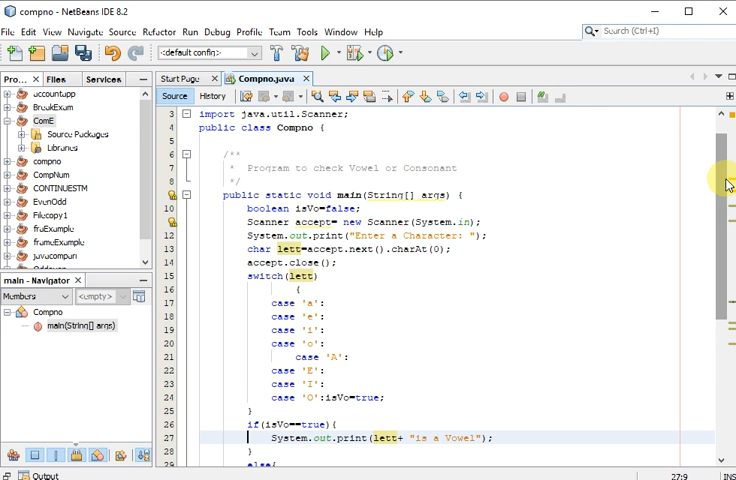 compno - NetBeans IDE 8.2
File Edit View Navigate Source Refactor Run Debug Profile Team Tools Window Help
Search (Ctrl+I)
<default config>
Pro... Files Services
Start Page Compno.java
Source History
accountapp
BreakExam
ComE
Source Packages
Libraries
compno
CompNum
CONTINUESTM
EvenOdd
Filecopy1
fraExample
frameExample
javacompari
main - Navigator
Members <empty>
Compno
main(String[] args)
3 import java.util.Scanner;
4 public class Compno {
5
6 /**
7 * Program to check Vowel or Consonant
8 */
public static void main(String[] args) {
10 boolean isVo=false;
Scanner accept= new Scanner(System.in);
12 System.out.print("Enter a Character: ");
13 char lett=accept.next().charAt(0);
14 accept.close();
15 switch(lett)
16 {
17 case 'a':
18 case 'e':
19 case 'i':
20 case 'o':
21 case 'A':
22 case 'E':
23 case 'I':
24 case 'O':isVo=true;
25 }
26 if(isVo==true){
27 System.out.print(lett+ "is a Vowel");
28 }
29 else{
Output
27:9
INS